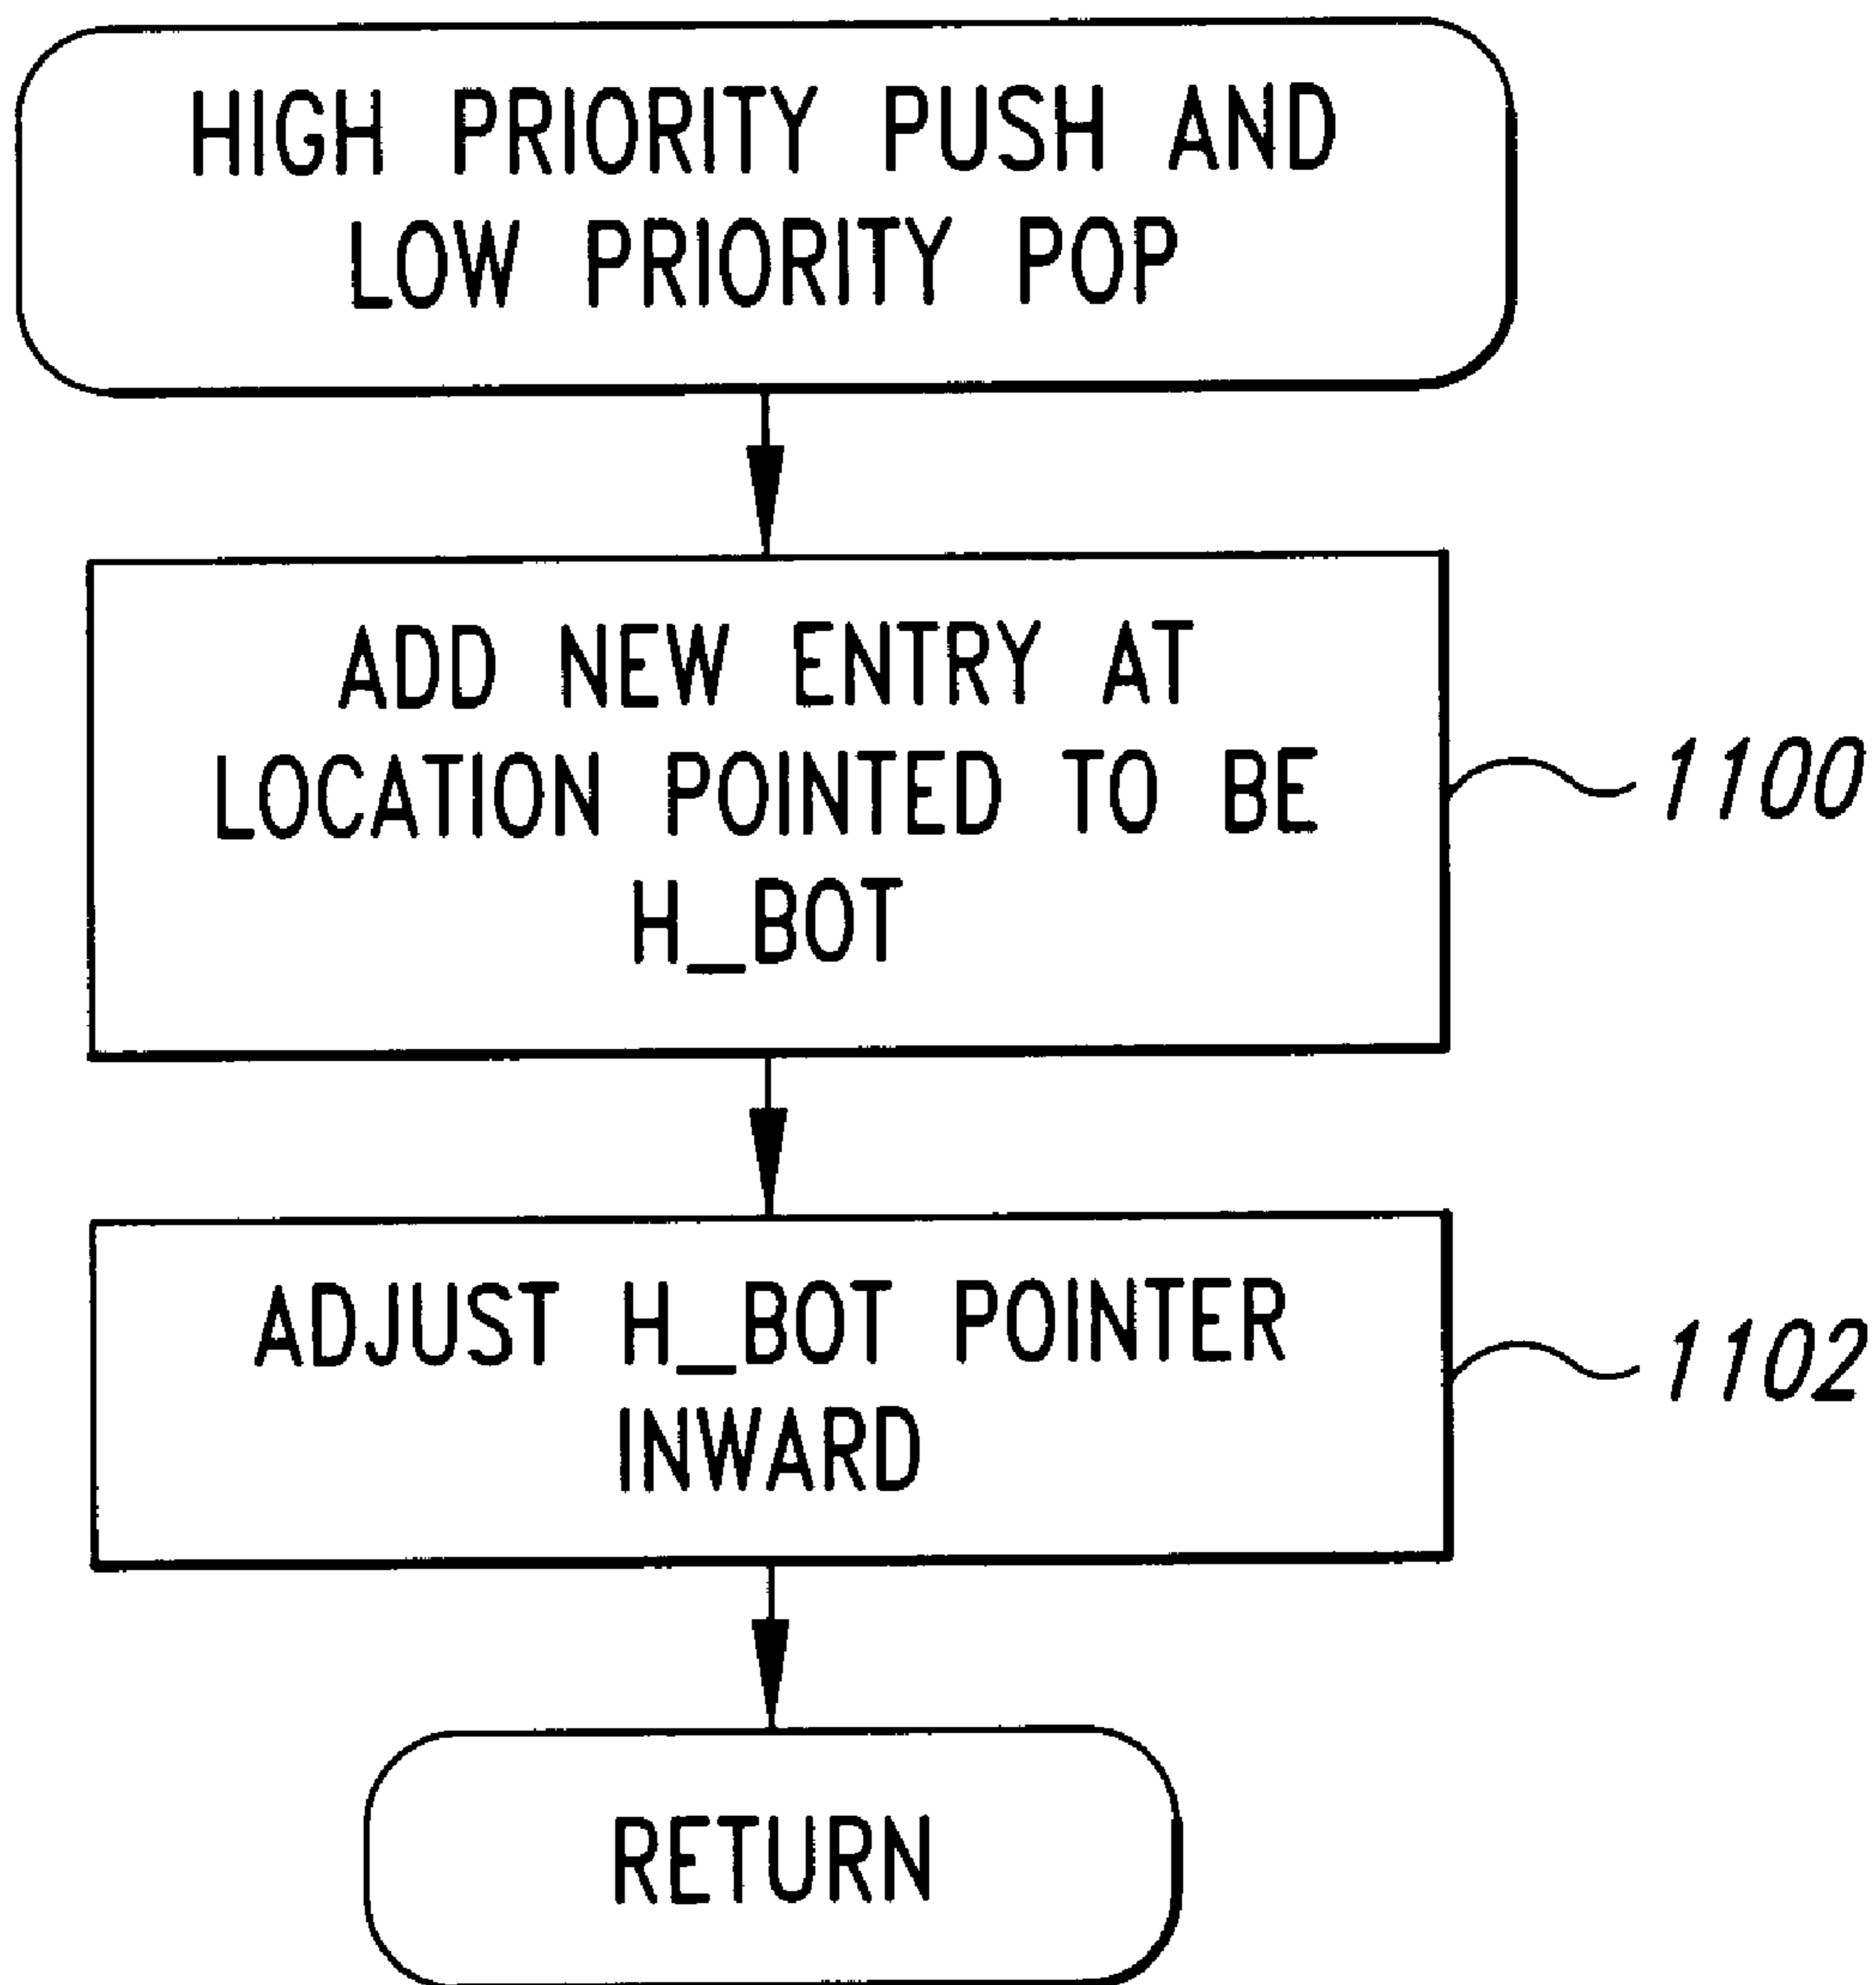 HIGH PRIORITY PUSH AND
LOW PRIORITY POP
ADD NEW ENTRY AT
LOCATION POINTED TO BE
H_BOT
1100
ADJUST H_BOT POINTER
INWARD
1102
RETURN